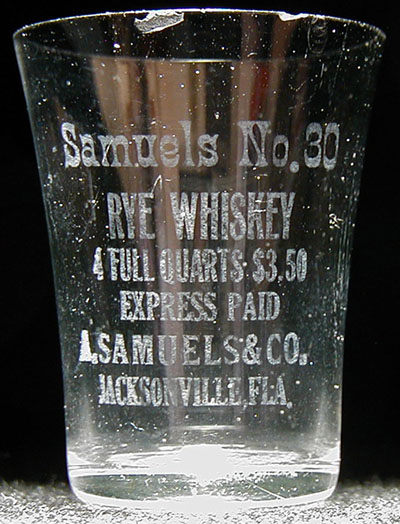 Samuels No. 30
RYE WHISKEY
4 FULL QUARTS $3.50
EXPRESS PAID
A. SAMUELS & CO.
JACKSONVILLE, FLA.